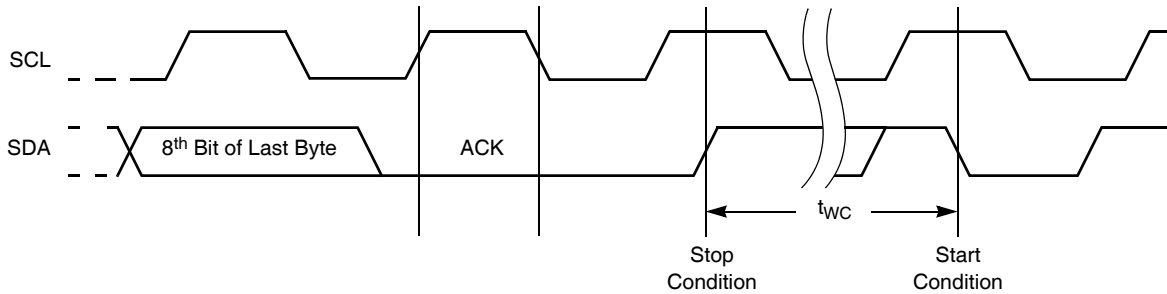 SCL
SDA
8th Bit of Last Byte
ACK
tWC
Stop
Condition
Start
Condition